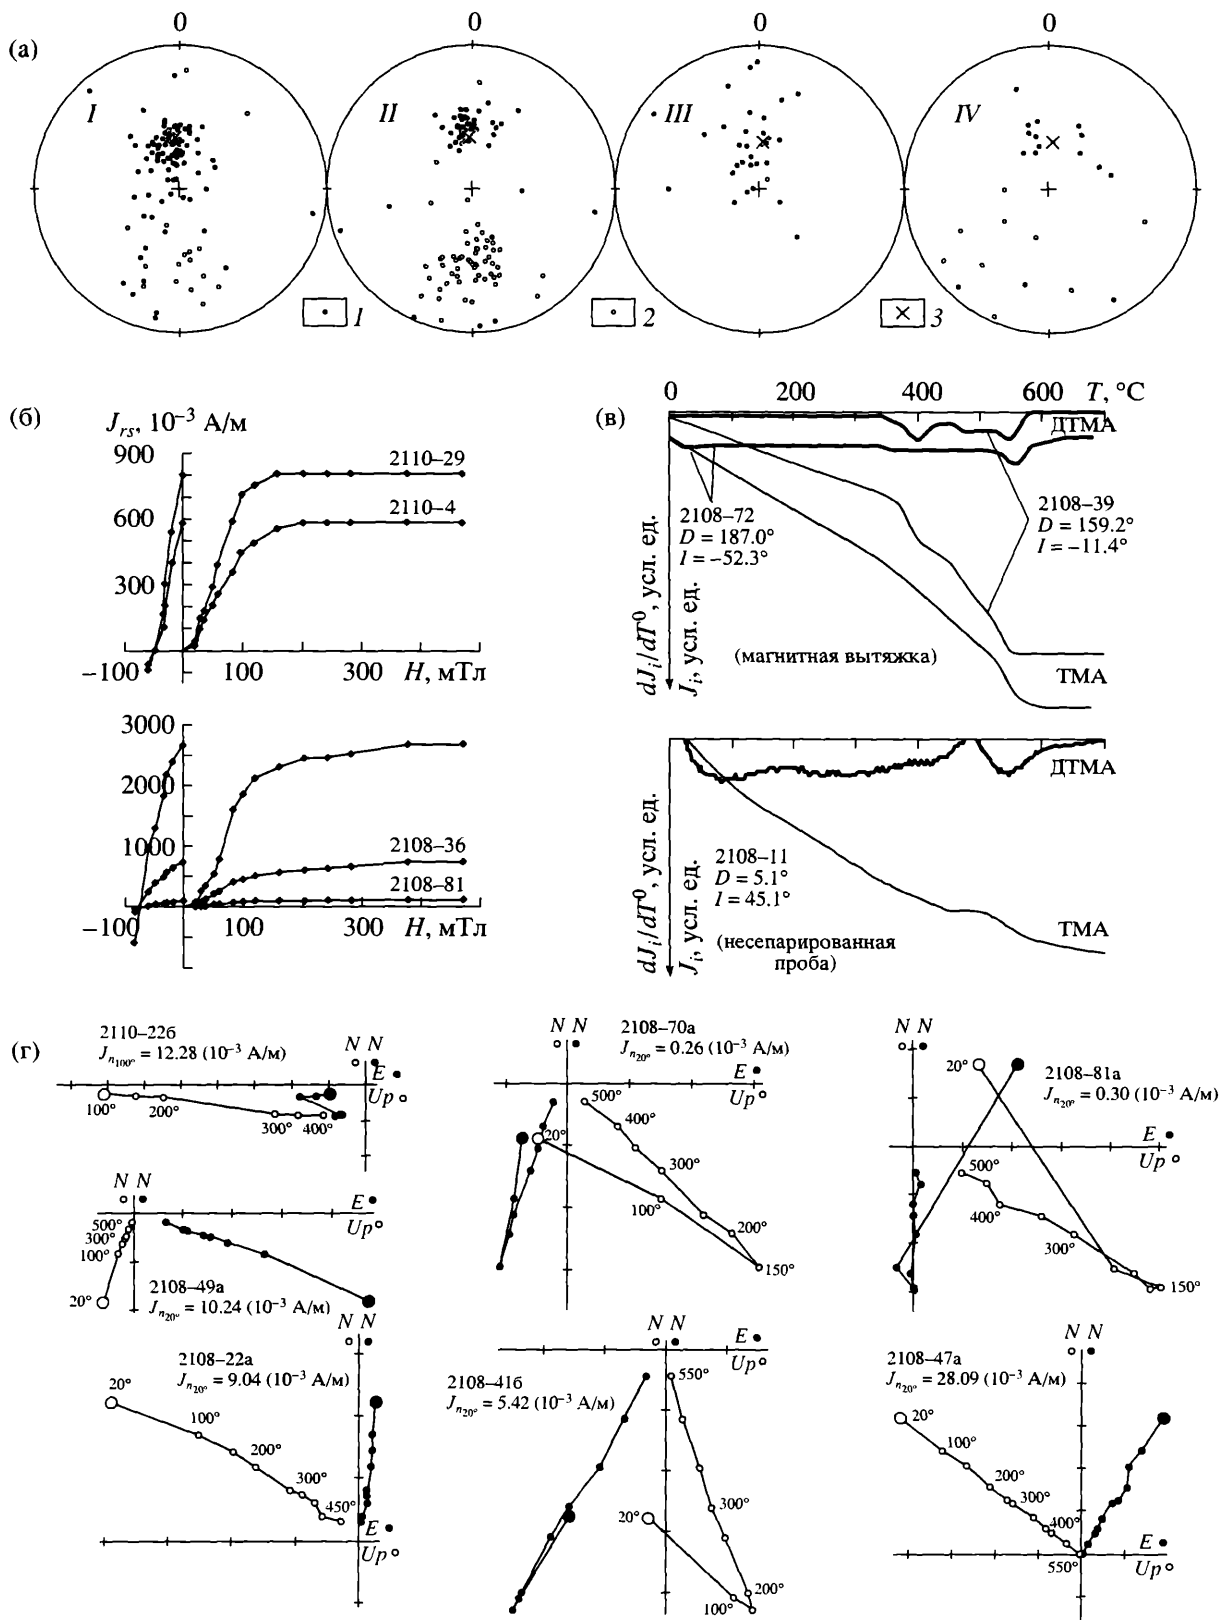 (а)
0 0 0 0
I II III IV
1 2 3
(б)
J_rs, 10⁻³ А/м
900
2110–29
2110–4
600
300
−100 100 300 H, мТл
3000
2000
1000
2108–36
2108–81
−100 100 300 H, мТл
(в)
0 200 400 600 T, °C
ДТМА
2108–72
D = 187.0°
I = −52.3°
2108–39
D = 159.2°
I = −11.4°
dJ_i/dT⁰, усл. ед.
J_i, усл. ед.
(магнитная вытяжка)
ТМА
ДТМА
dJ_i/dT⁰, усл. ед.
J_i, усл. ед.
2108–11
D = 5.1°
I = 45.1°
(несепарированная
проба)
ТМА
(г)
2110–22б
J_n100° = 12.28 (10⁻³ А/м)
N N
E
Up
100° 200° 300° 400°
2108–70а
J_n20° = 0.26 (10⁻³ А/м)
N N
E
Up
20° 500° 400° 300° 100° 200° 150°
2108–81а
J_n20° = 0.30 (10⁻³ А/м)
N N
E
Up
20° 500° 400° 300° 150°
N N
E
Up
500°
300°
100°
20°
2108–49а
J_n20° = 10.24 (10⁻³ А/м)
N N
2108–22а
J_n20° = 9.04 (10⁻³ А/м)
20° 100° 200° 300° 450°
E
Up
N N
E
Up
2108–41б
J_n20° = 5.42 (10⁻³ А/м)
550° 300° 20° 200° 100°
N N
2108–47а
J_n20° = 28.09 (10⁻³ А/м)
20° 100° 200° 300° 400° 550°
E
Up